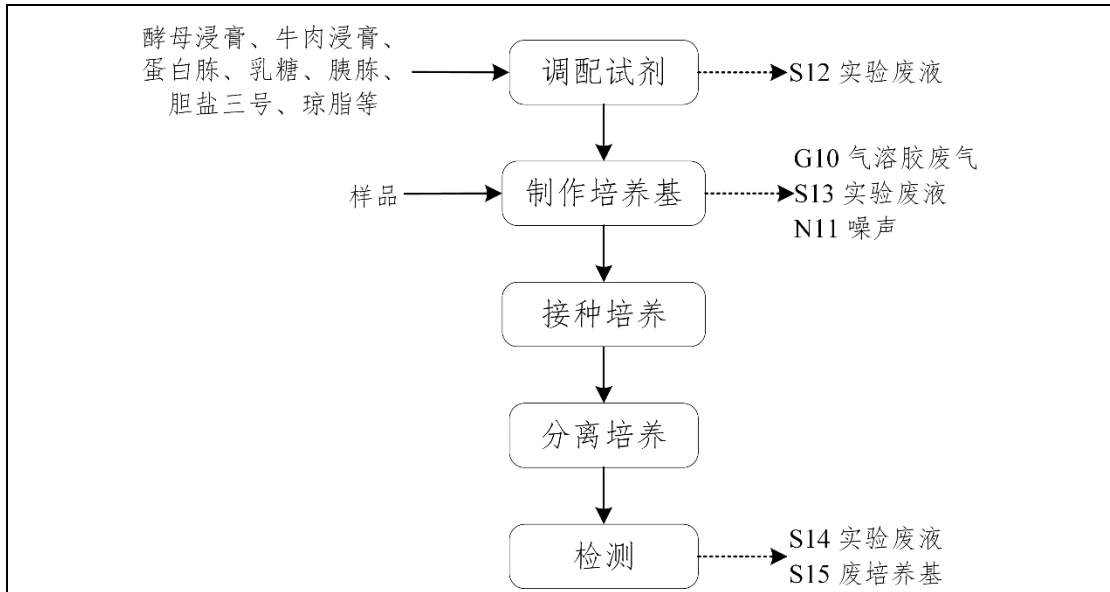 酵母浸膏、牛肉浸膏、
蛋白胨、乳糖、胰胨、
胆盐三号、琼脂等
调配试剂
S12 实验废液
样品
制作培养基
G10 气溶胶废气
S13 实验废液
N11 噪声
接种培养
分离培养
检测
S14 实验废液
S15 废培养基